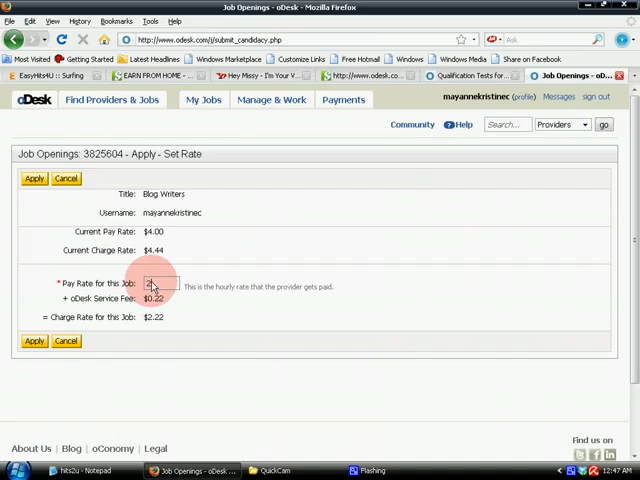 Job Openings - oDesk - Mozilla Firefox
File Edit View History Bookmarks Tools Help
http://www.odesk.com/j/submit_candidacy.php
Ask
Most Visited Getting Started Latest Headlines Windows Marketplace Customize Links Free Hotmail Windows Media Windows Share on Facebook
EasyHits4U :: Surfing EARN FROM HOME - ... Hey Missy - I'm Your V... http://www.odesk.co... Qualification Tests for... Job Openings - oD...
oDesk Find Providers & Jobs My Jobs Manage & Work Payments mayannekristinec (profile) Messages sign out
Community Help Search... Providers go
Job Openings: 3825604 - Apply - Set Rate
Apply Cancel
Title: Blog Writers
Username: mayannekristinec
Current Pay Rate: $4.00
Current Charge Rate: $4.44
* Pay Rate for this Job: 2 This is the hourly rate that the provider gets paid.
+ oDesk Service Fee: $0.22
= Charge Rate for this Job: $2.22
Apply Cancel
About Us | Blog | oConomy | Legal Find us on
hits2u - Notepad Job Openings - oDes... QuickCam Flashing 12:47 AM